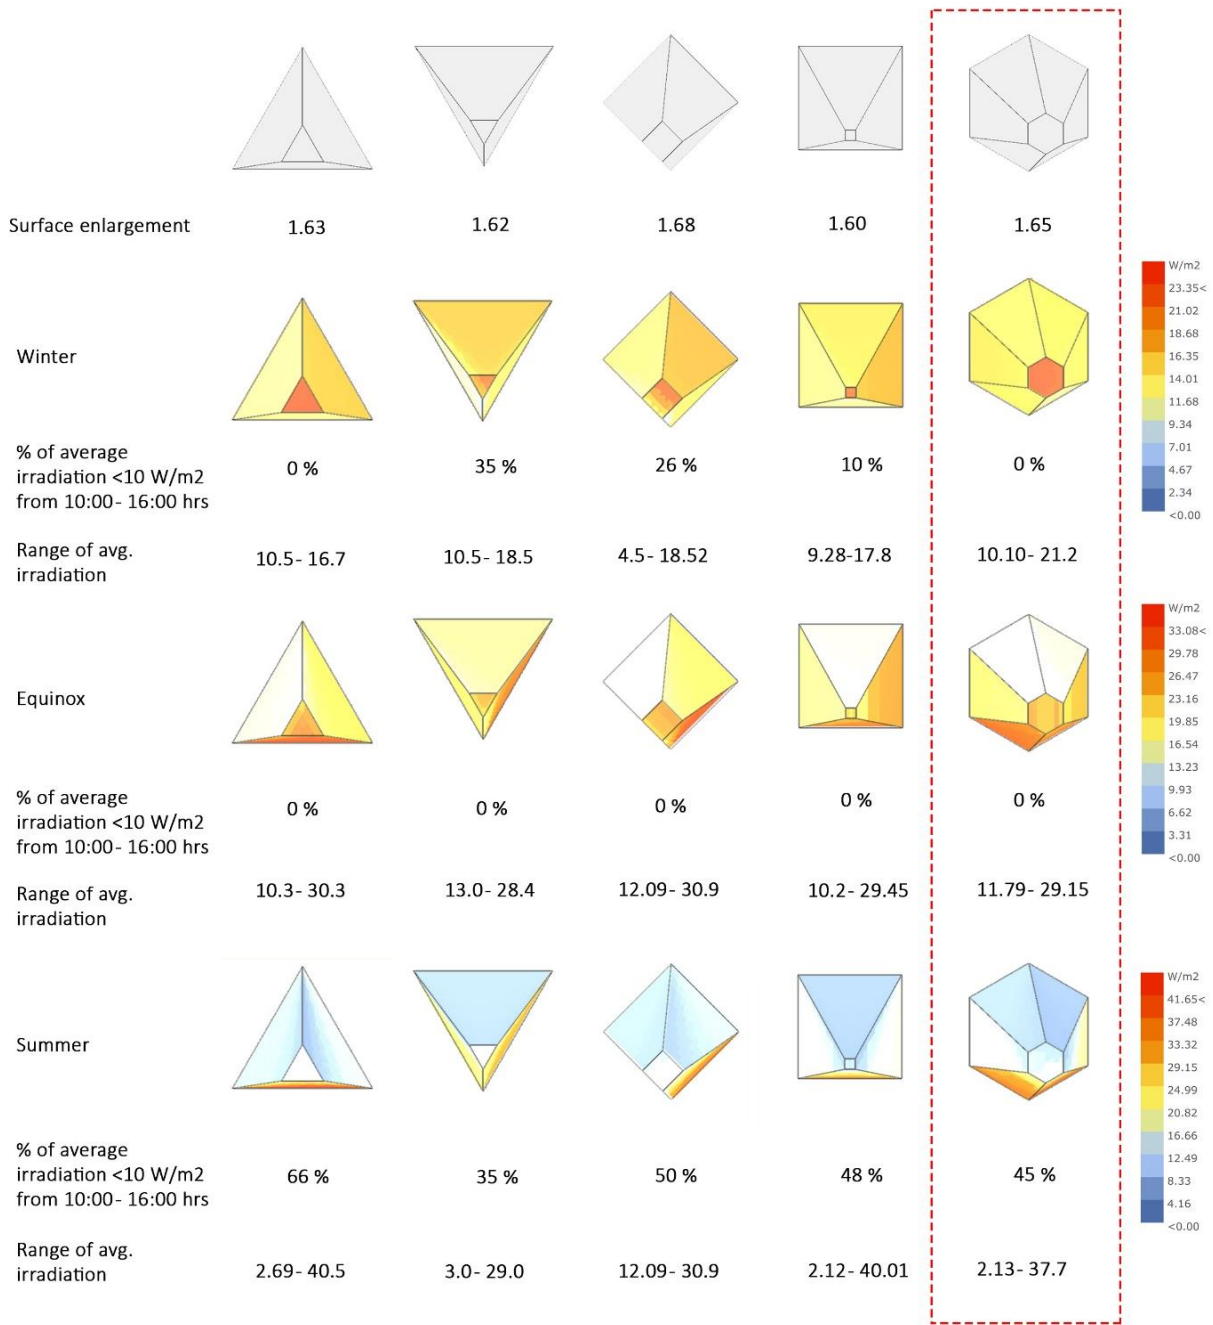 Surface enlargement 1.63 1.62 1.68 1.60 1.65
W/m2
23.35<
21.02
18.68
16.35
14.01
11.68
9.34
7.01
4.67
2.34
<0.00
Winter
% of average
irradiation <10 W/m2
from 10:00- 16:00 hrs
0 % 35 % 26 % 10 % 0 %
Range of avg.
irradiation
10.5- 16.7 10.5- 18.5 4.5- 18.52 9.28-17.8 10.10- 21.2
W/m2
33.08<
29.78
26.47
23.16
19.85
16.54
13.23
9.93
6.62
3.31
<0.00
Equinox
% of average
irradiation <10 W/m2
from 10:00- 16:00 hrs
0 % 0 % 0 % 0 % 0 %
Range of avg.
irradiation
10.3- 30.3 13.0- 28.4 12.09- 30.9 10.2- 29.45 11.79- 29.15
W/m2
41.65<
37.48
33.32
29.15
24.99
20.82
16.66
12.49
8.33
4.16
<0.00
Summer
% of average
irradiation <10 W/m2
from 10:00- 16:00 hrs
66 % 35 % 50 % 48 % 45 %
Range of avg.
irradiation
2.69- 40.5 3.0- 29.0 12.09- 30.9 2.12- 40.01 2.13- 37.7